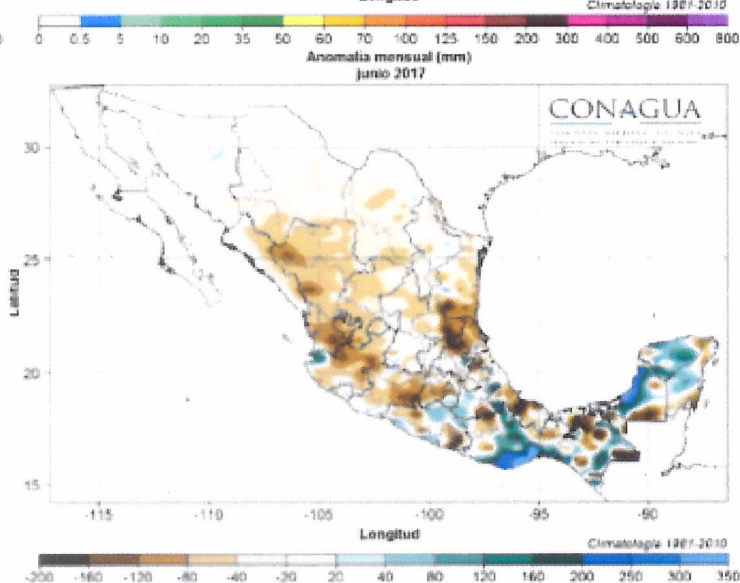 Climatología 1981-2010
0 0.5 5 10 20 35 50 60 70 100 125 150 200 300 400 500 600 800
Anomalia mensual (mm)
junio 2017
CONAGUA
30
25
20
15
Latitud
-115 -110 -105 -100 -95 -90
Longitud
Climatología 1981-2010
-200 -160 -120 -80 -40 -20 20 40 80 120 160 200 250 300 350